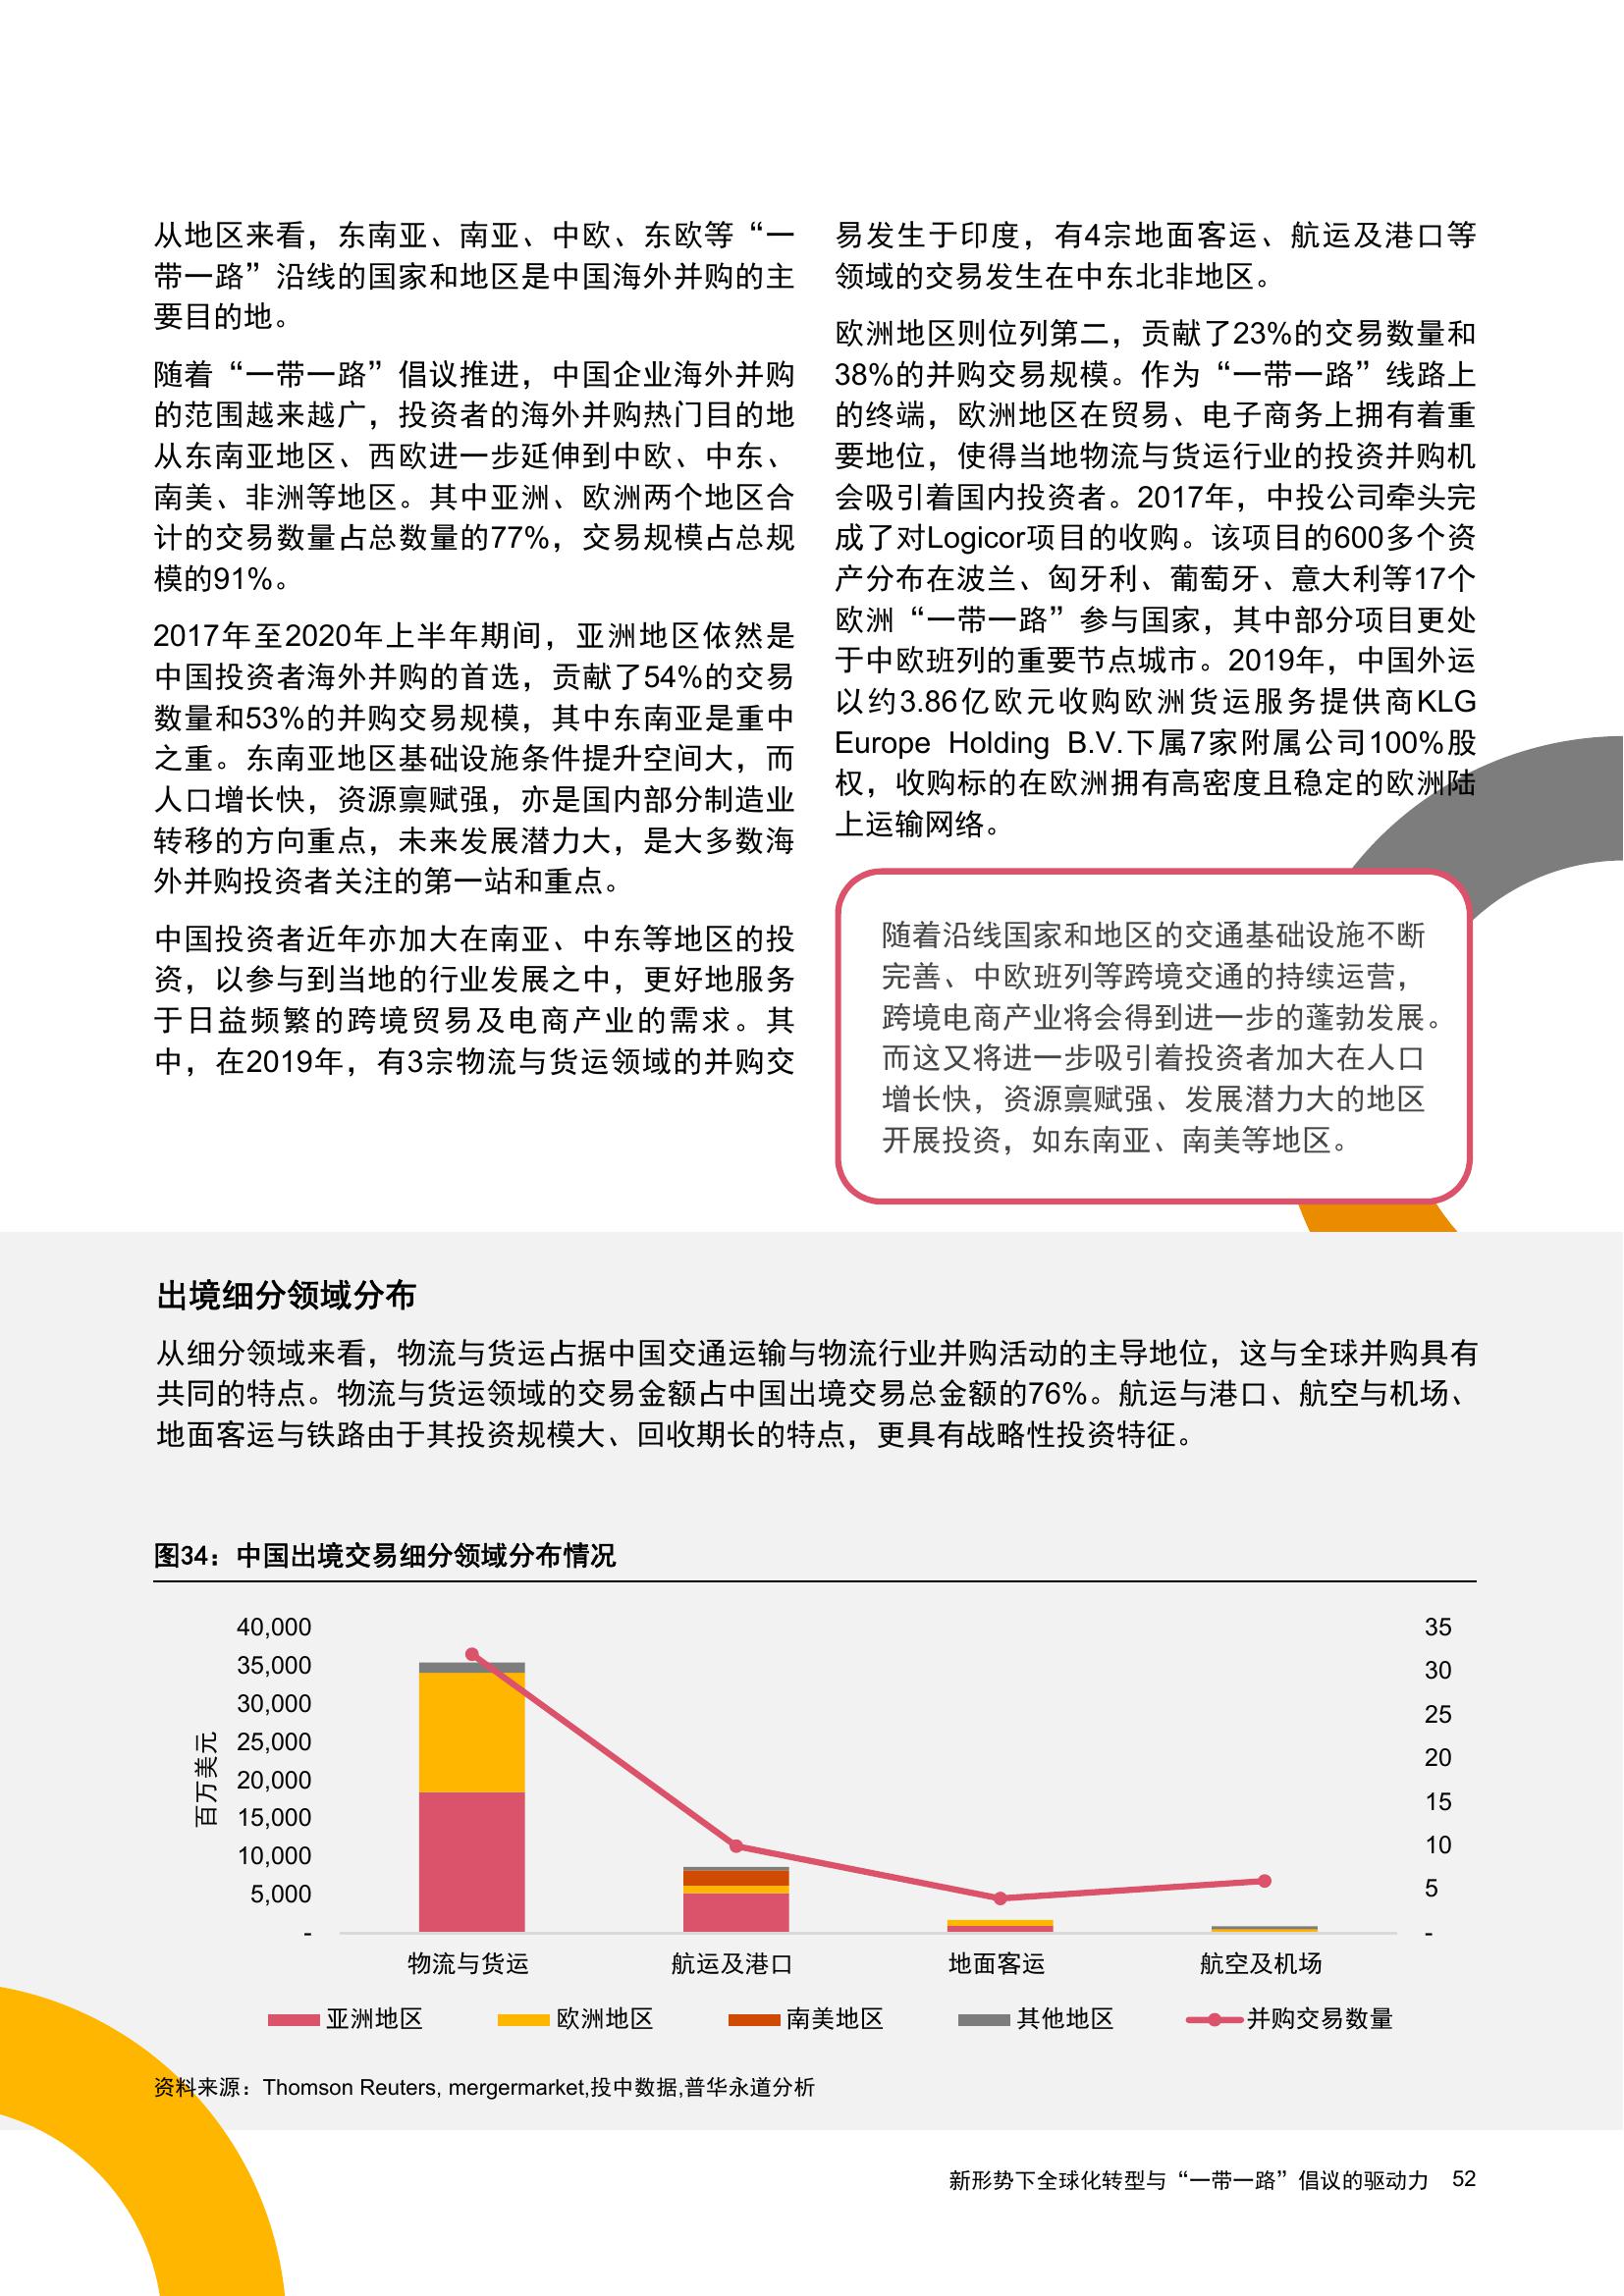 从地区来看，东南亚、南亚、中欧、东欧等“一
带一路”沿线的国家和地区是中国海外并购的主
要目的地。
随着“一带一路”倡议推进，中国企业海外并购
的范围越来越广，投资者的海外并购热门目的地
从东南亚地区、西欧进一步延伸到中欧、中东、
南美、非洲等地区。其中亚洲、欧洲两个地区合
计的交易数量占总数量的77%，交易规模占总规
模的91%。
2017年至2020年上半年期间，亚洲地区依然是
中国投资者海外并购的首选，贡献了54%的交易
数量和53%的并购交易规模，其中东南亚是重中
之重。东南亚地区基础设施条件提升空间大，而
人口增长快，资源禀赋强，亦是国内部分制造业
转移的方向重点，未来发展潜力大，是大多数海
外并购投资者关注的第一站和重点。
中国投资者近年亦加大在南亚、中东等地区的投
资，以参与到当地的行业发展之中，更好地服务
于日益频繁的跨境贸易及电商产业的需求。其
中，在2019年，有3宗物流与货运领域的并购交
易发生于印度，有4宗地面客运、航运及港口等
领域的交易发生在中东北非地区。
欧洲地区则位列第二，贡献了23%的交易数量和
38%的并购交易规模。作为“一带一路”线路上
的终端，欧洲地区在贸易、电子商务上拥有着重
要地位，使得当地物流与货运行业的投资并购机
会吸引着国内投资者。2017年，中投公司牵头完
成了对Logicor项目的收购。该项目的600多个资
产分布在波兰、匈牙利、葡萄牙、意大利等17个
欧洲“一带一路”参与国家，其中部分项目更处
于中欧班列的重要节点城市。2019年，中国外运
以约3.86亿欧元收购欧洲货运服务提供商KLG
Europe Holding B.V.下属7家附属公司100%股
权，收购标的在欧洲拥有高密度且稳定的欧洲陆
上运输网络。
随着沿线国家和地区的交通基础设施不断
完善、中欧班列等跨境交通的持续运营，
跨境电商产业将会得到进一步的蓬勃发展。
而这又将进一步吸引着投资者加大在人口
增长快，资源禀赋强、发展潜力大的地区
开展投资，如东南亚、南美等地区。
出境细分领域分布
从细分领域来看，物流与货运占据中国交通运输与物流行业并购活动的主导地位，这与全球并购具有
共同的特点。物流与货运领域的交易金额占中国出境交易总金额的76%。航运与港口、航空与机场、
地面客运与铁路由于其投资规模大、回收期长的特点，更具有战略性投资特征。
图34：中国出境交易细分领域分布情况
百万美元
40,000
35,000
30,000
25,000
20,000
15,000
10,000
5,000
-
35
30
25
20
15
10
5
-
物流与货运 航运及港口 地面客运 航空及机场
亚洲地区 欧洲地区 南美地区 其他地区 并购交易数量
资料来源：Thomson Reuters, mergermarket,投中数据,普华永道分析
新形势下全球化转型与“一带一路”倡议的驱动力 52